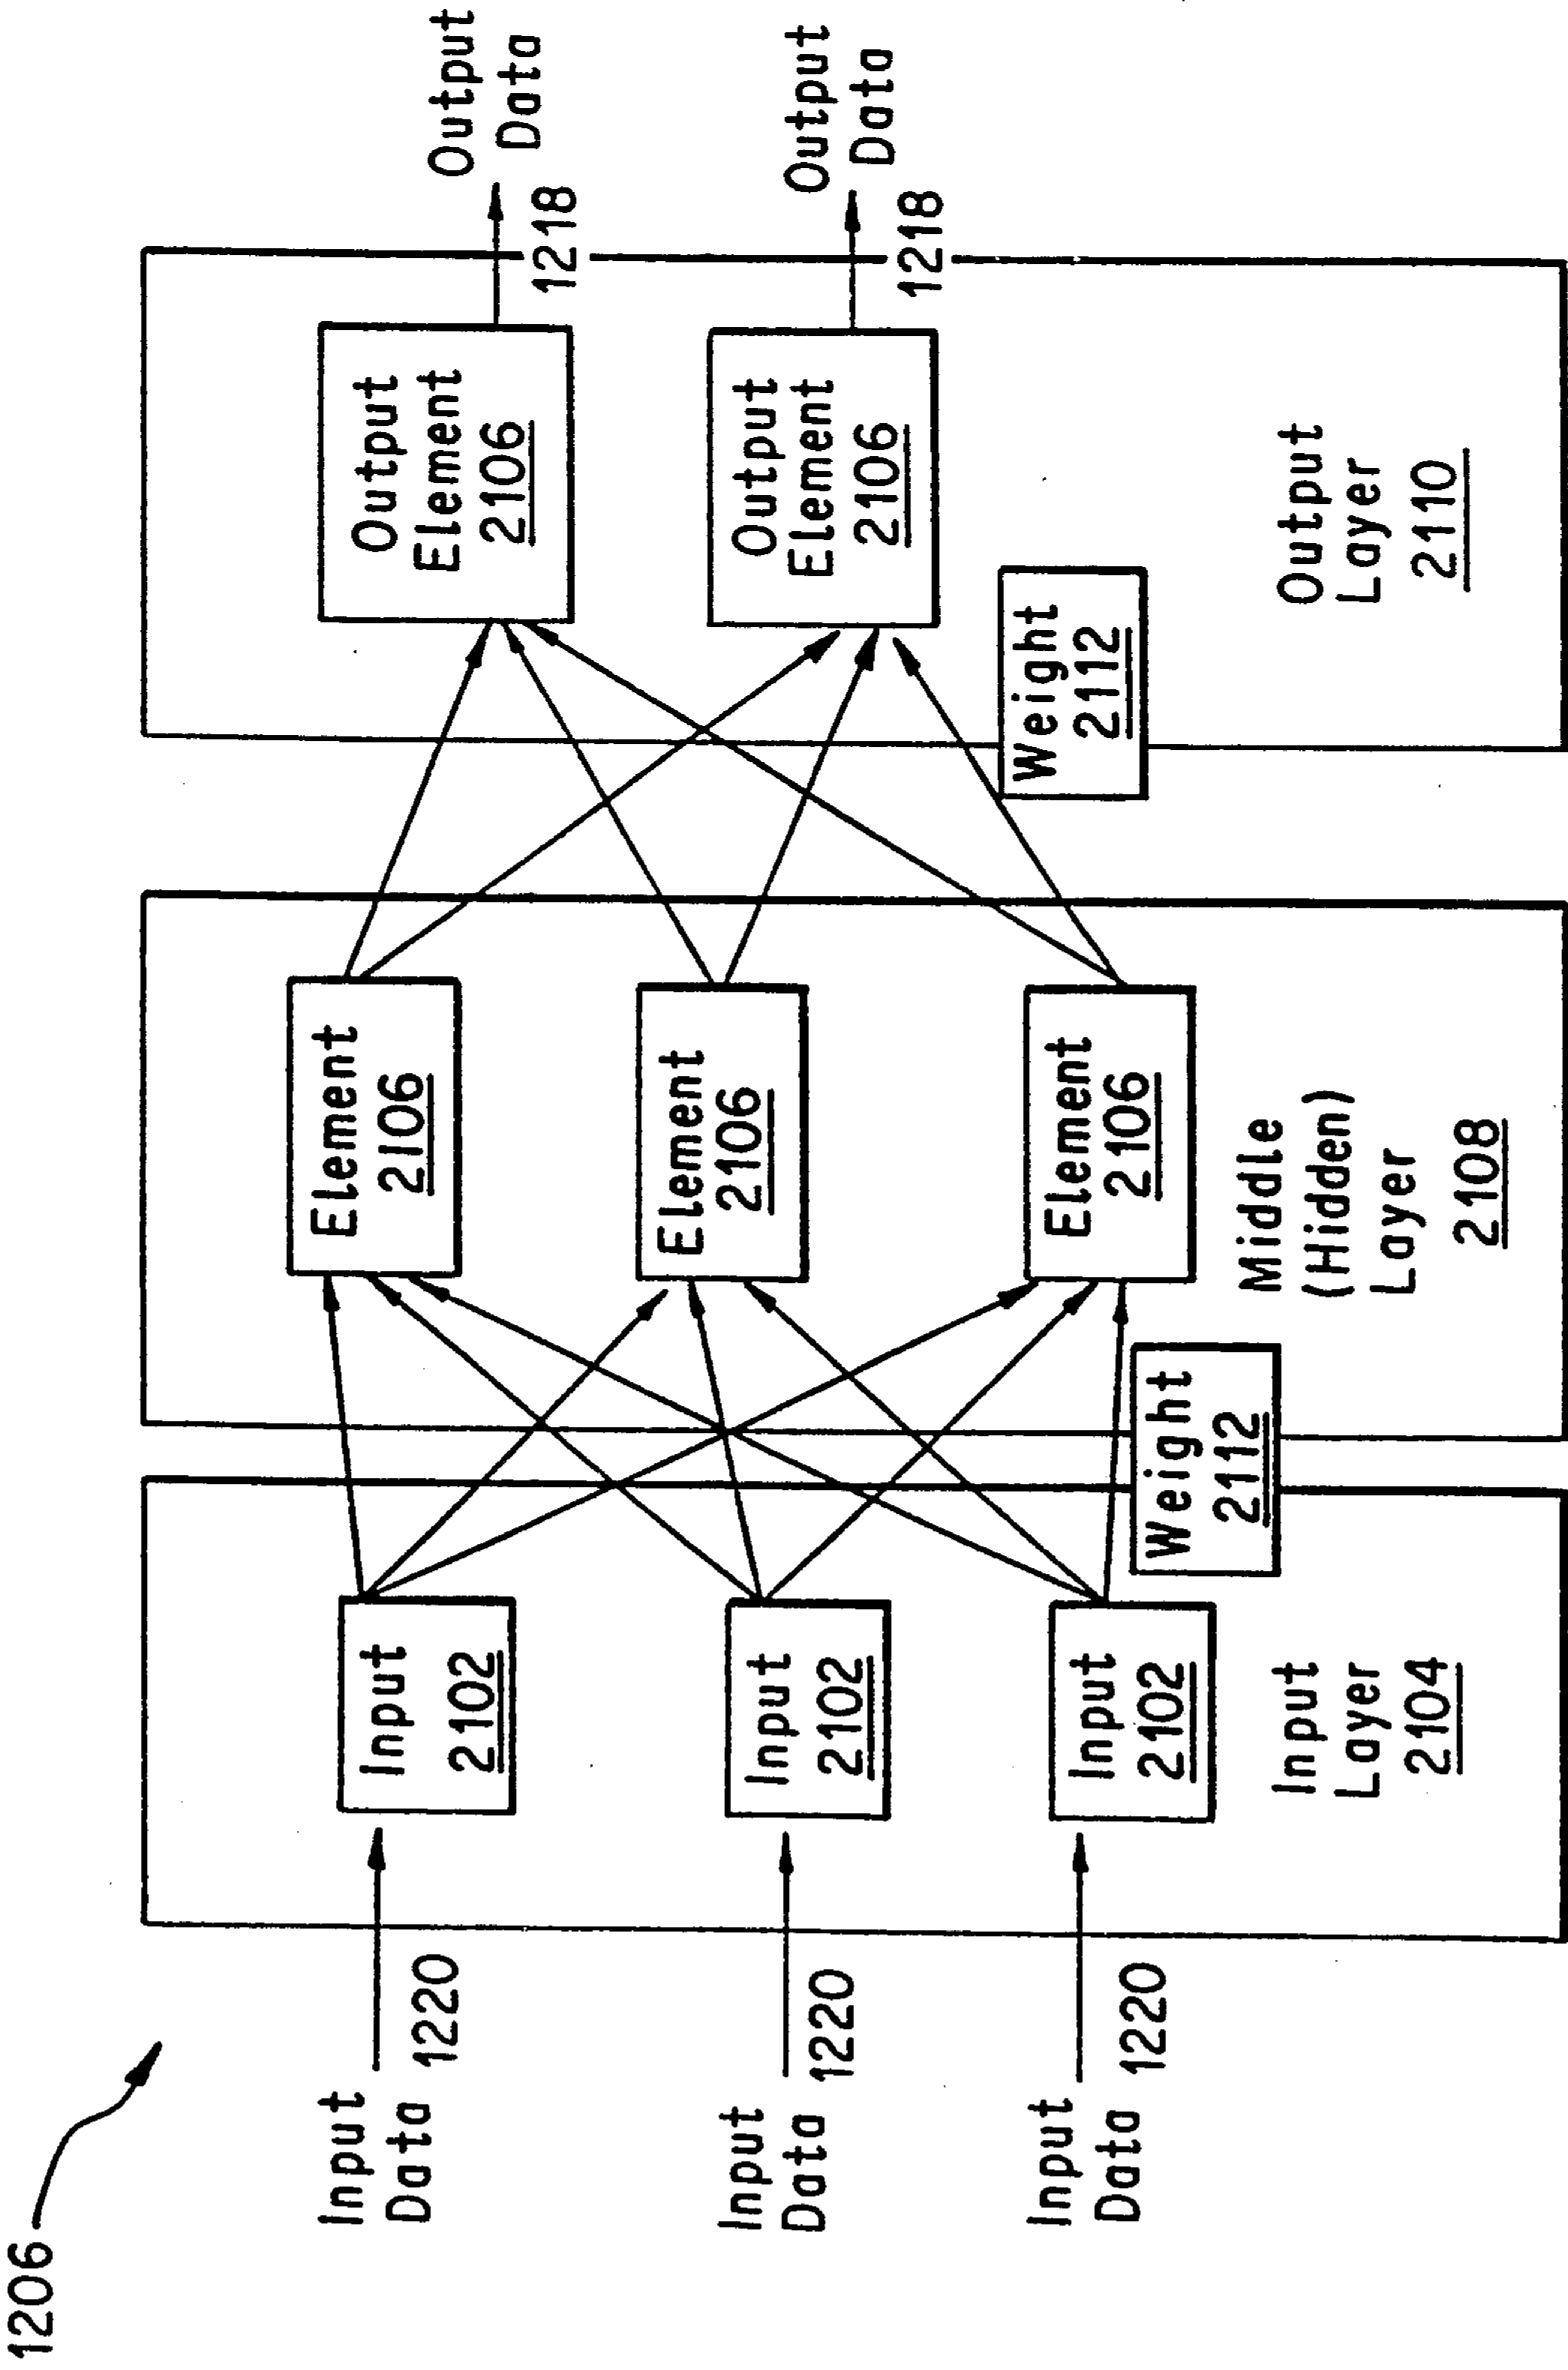 1206
Input
Data
1220
Input
Data
1220
Input
Data
1220
Input
2102
Input
2102
Input
2102
Input
Layer
2104
Weight
2112
Element
2106
Element
2106
Element
2106
Middle
(Hidden)
Layer
2108
Weight
2112
Output
Element
2106
Output
Element
2106
Output
Layer
2110
Output
Data
1218
Output
Data
1218